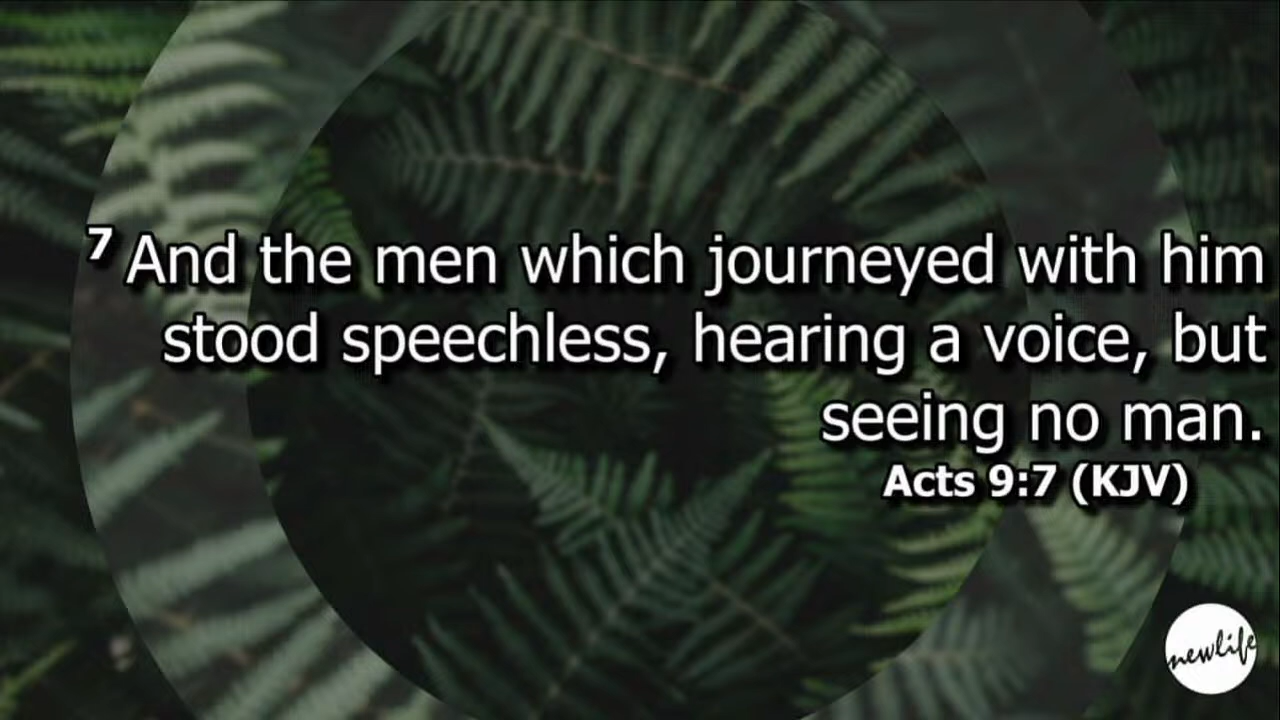 7 And the men which journeyed with him
stood speechless, hearing a voice, but
seeing no man.
Acts 9:7 (KJV)
newlife